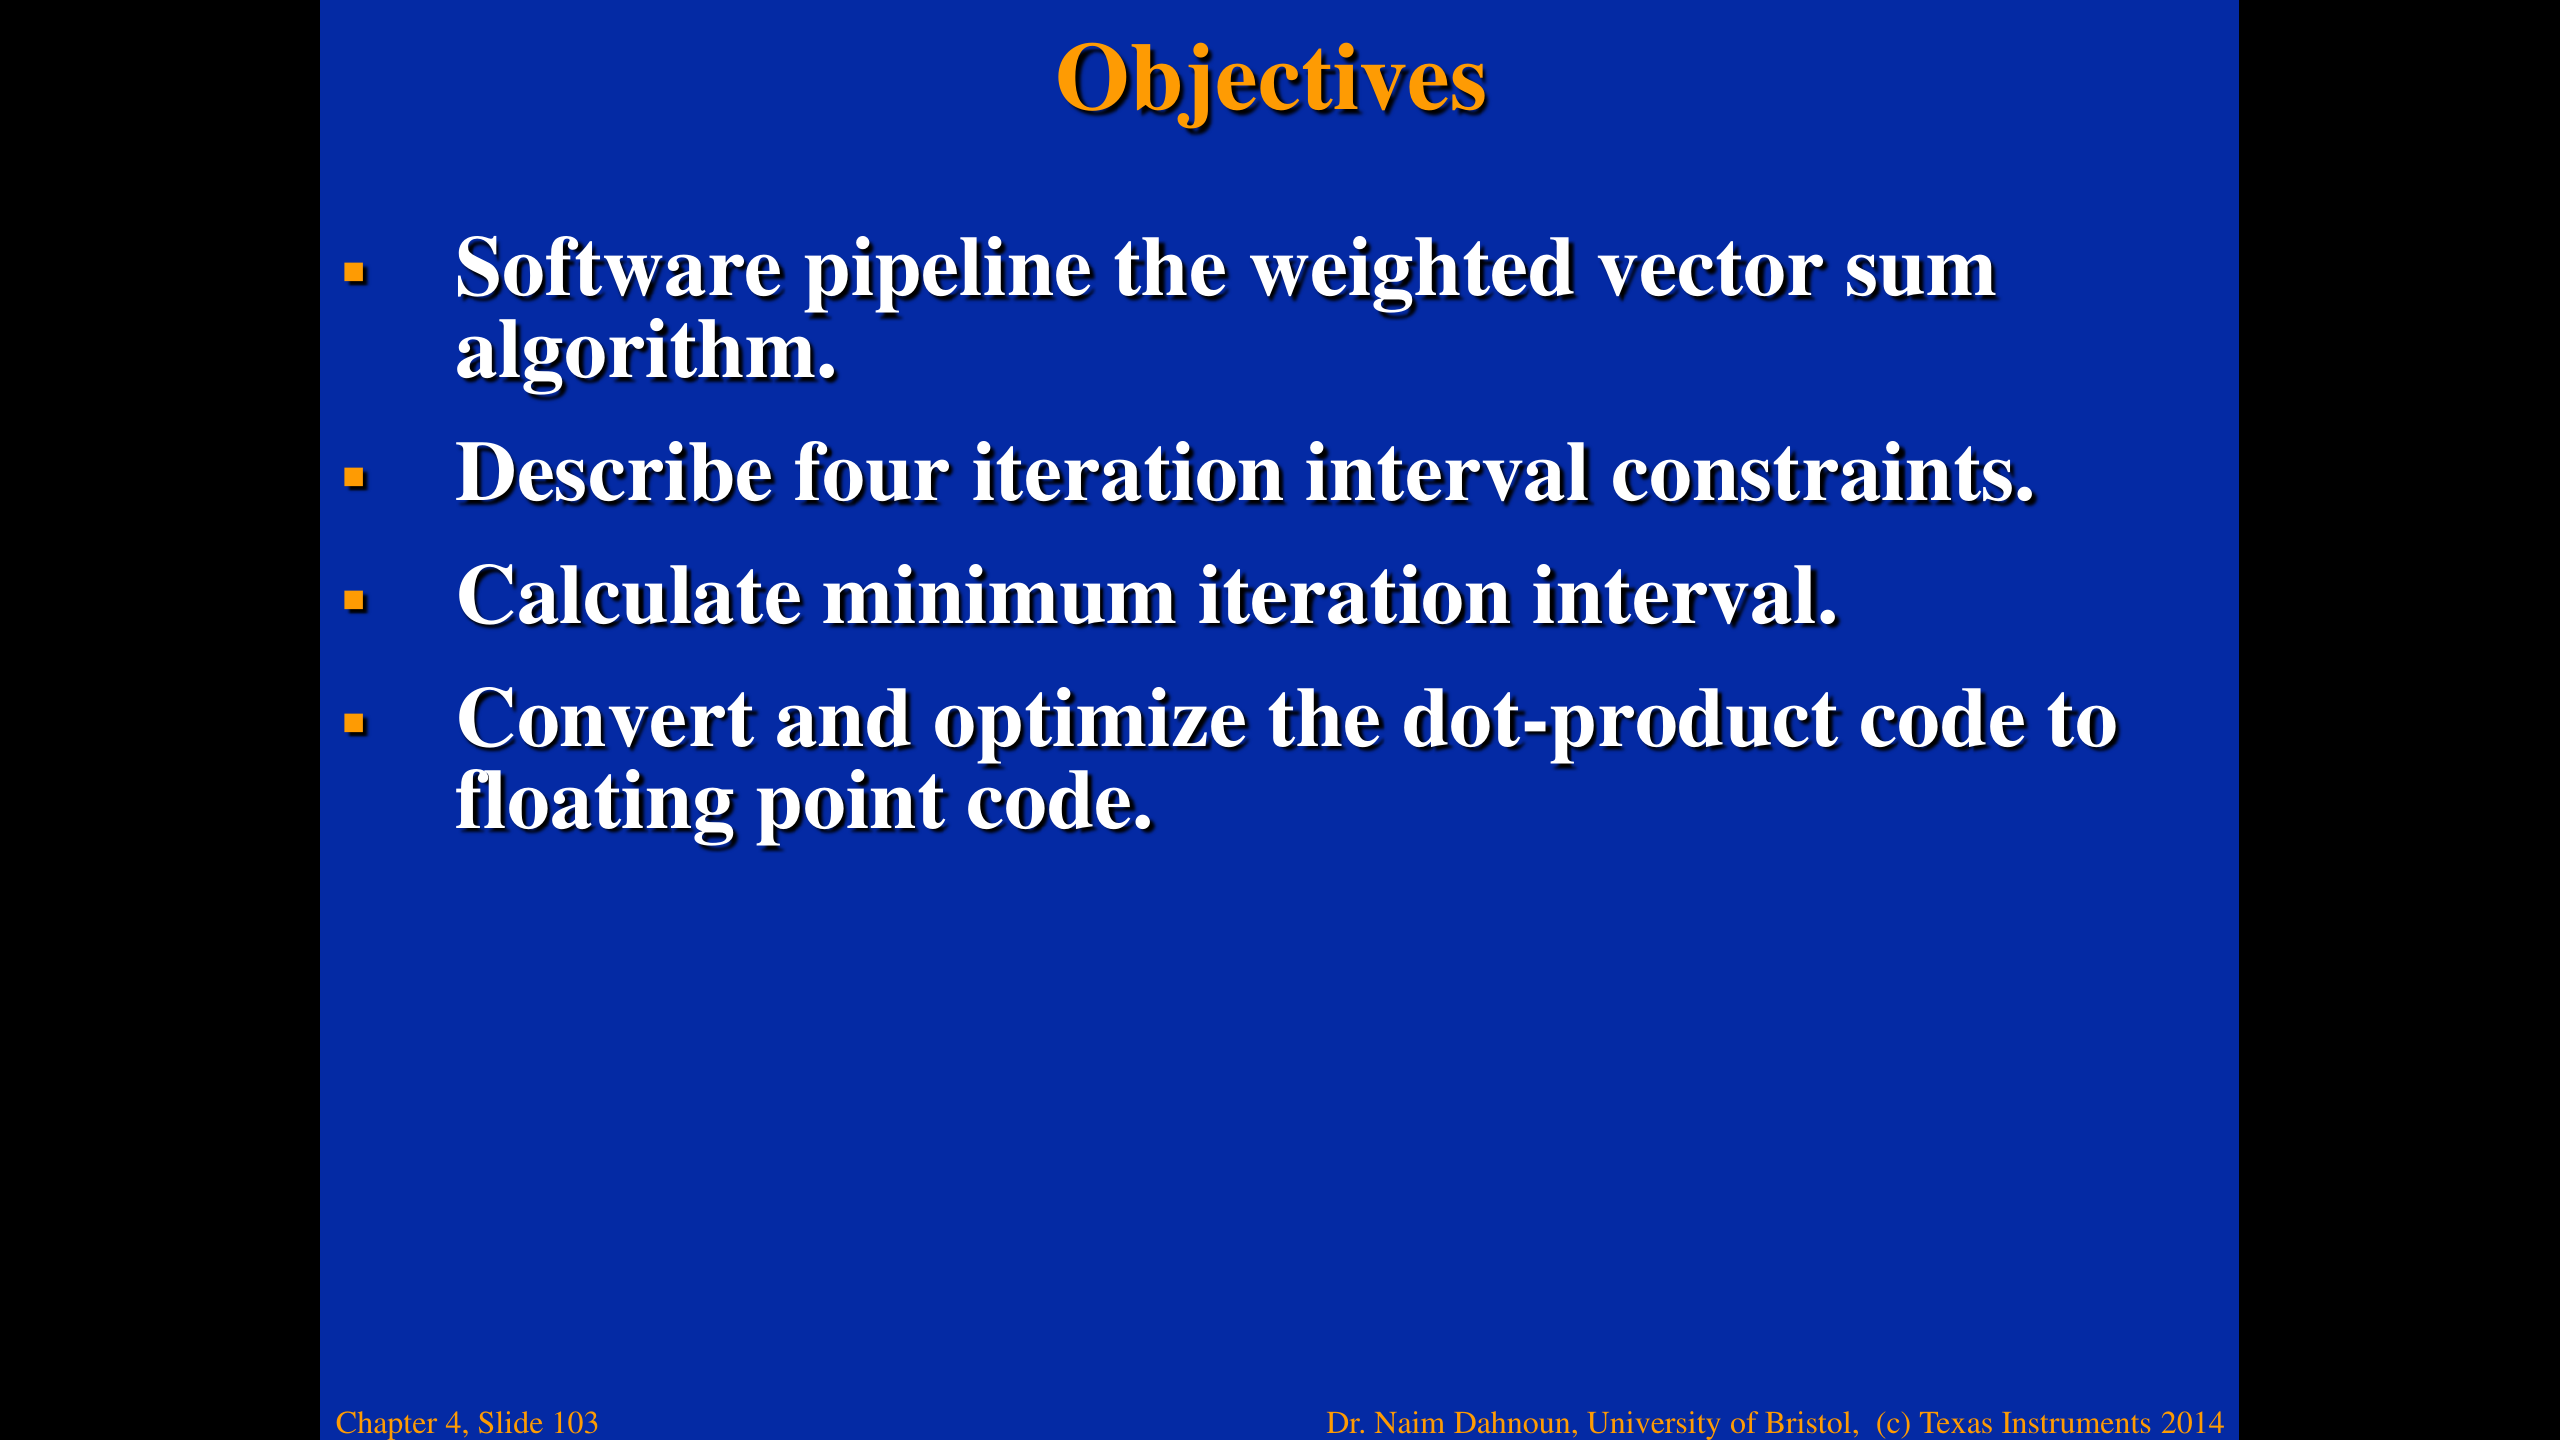 Objectives
▪ Software pipeline the weighted vector sum
algorithm.
▪ Describe four iteration interval constraints.
▪ Calculate minimum iteration interval.
▪ Convert and optimize the dot-product code to
floating point code.
Chapter 4, Slide 103
Dr. Naim Dahnoun, University of Bristol, (c) Texas Instruments 2014